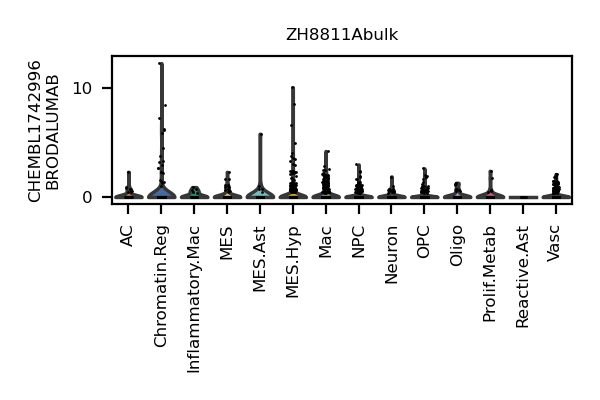 ZH8811Abulk
CHEMBL1742996
BRODALUMAB
10
0
AC
Chromatin.Reg
Inflammatory.Mac
MES
MES.Ast
MES.Hyp
Mac
NPC
Neuron
OPC
Oligo
Prolif.Metab
Reactive.Ast
Vasc